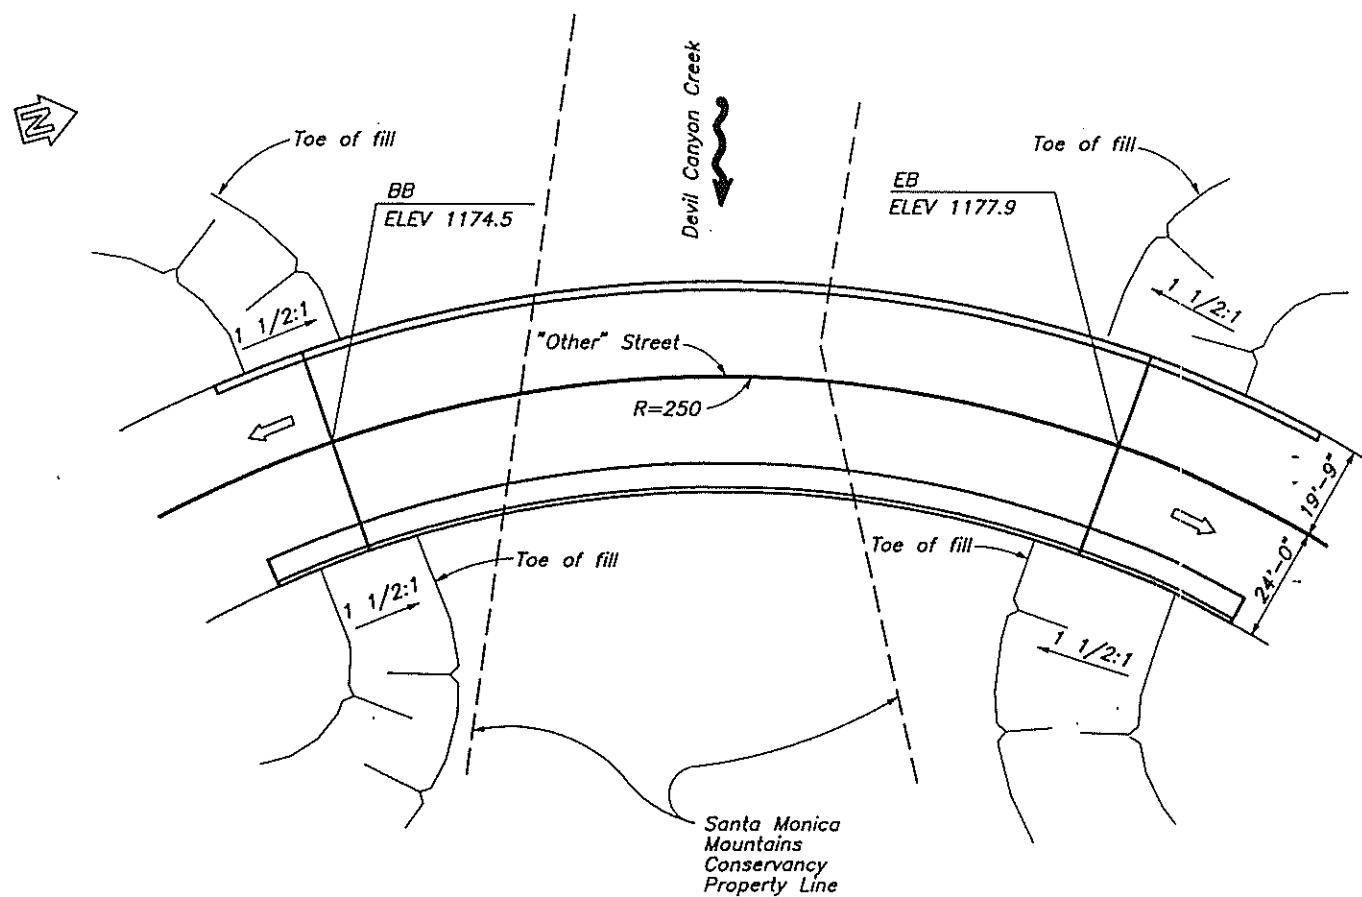 N
Toe of fill
BB
ELEV 1174.5
Devil Canyon Creek
EB
ELEV 1177.9
Toe of fill
1 1/2:1
1 1/2:1
"Other" Street
R=250
19'-9"
24'-0"
Toe of fill
Toe of fill
1 1/2:1
1 1/2:1
Santa Monica
Mountains
Conservancy
Property Line